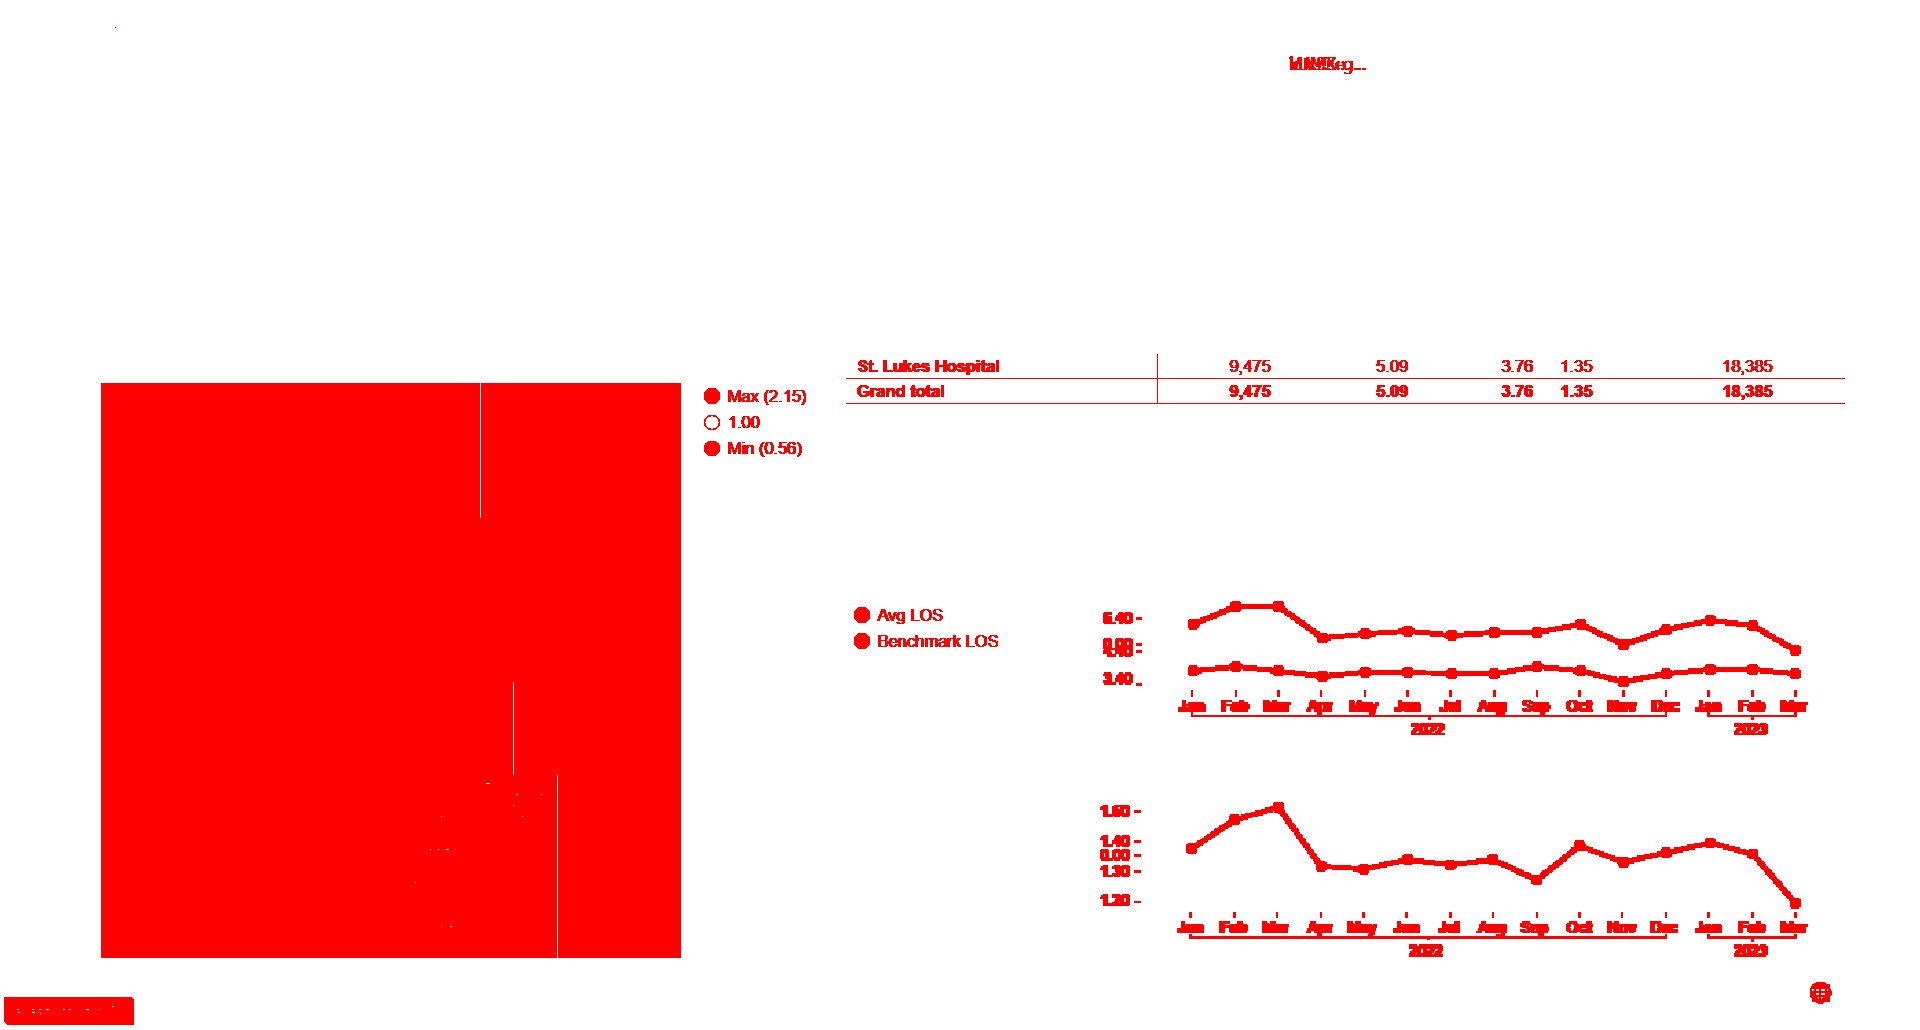 St. Lukes Hospital 9,475 5.09 3.76 1.35 18,385
Grand total 9,475 5.09 3.76 1.35 18,385
Max (2.15)
1.00
Min (0.56)
Avg LOS
Benchmark LOS
0.00
3.40
Jan Feb Mar Apr May Jun Jul Aug Sep Oct Nov Dec Jan Feb Mar
2022 2023
1.40
0.00
1.30
1.20
Jan Feb Mar Apr May Jun Jul Aug Sep Oct Nov Dec Jan Feb Mar
2022 2023